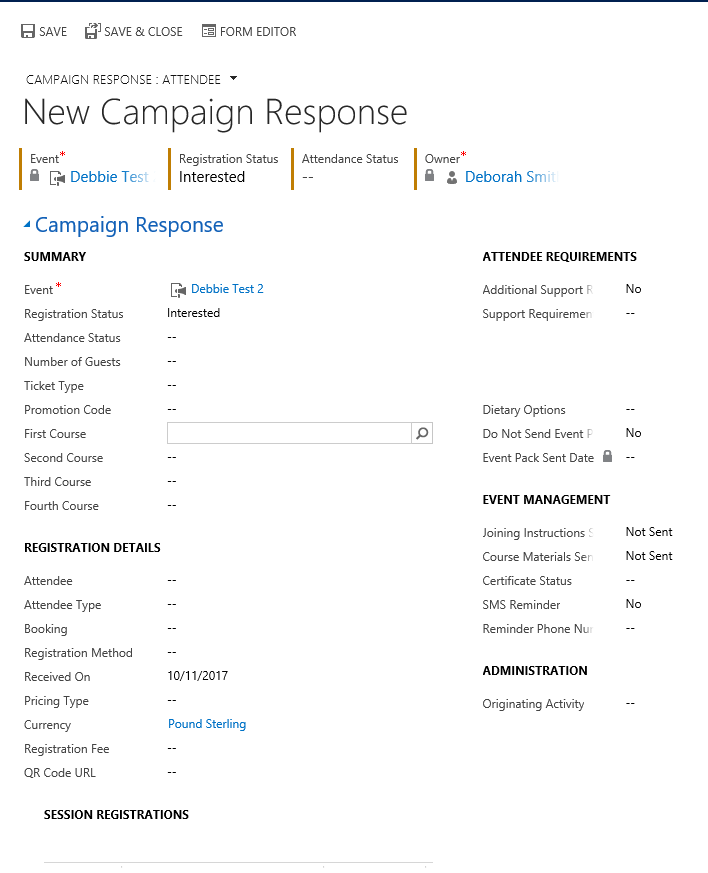 SAVE SAVE & CLOSE FORM EDITOR
CAMPAIGN RESPONSE : ATTENDEE
New Campaign Response
Event* Registration Status Attendance Status Owner*
Debbie Test Interested -- Deborah Smit
Campaign Response
SUMMARY
Event* Debbie Test 2
Registration Status Interested
Attendance Status --
Number of Guests --
Ticket Type --
Promotion Code --
First Course
Second Course --
Third Course --
Fourth Course --
REGISTRATION DETAILS
Attendee --
Attendee Type --
Booking --
Registration Method --
Received On 10/11/2017
Pricing Type --
Currency Pound Sterling
Registration Fee --
QR Code URL --
SESSION REGISTRATIONS
ATTENDEE REQUIREMENTS
Additional Support R No
Support Requiremen --
Dietary Options --
Do Not Send Event P No
Event Pack Sent Date --
EVENT MANAGEMENT
Joining Instructions S Not Sent
Course Materials Sen Not Sent
Certificate Status --
SMS Reminder No
Reminder Phone Nu --
ADMINISTRATION
Originating Activity --